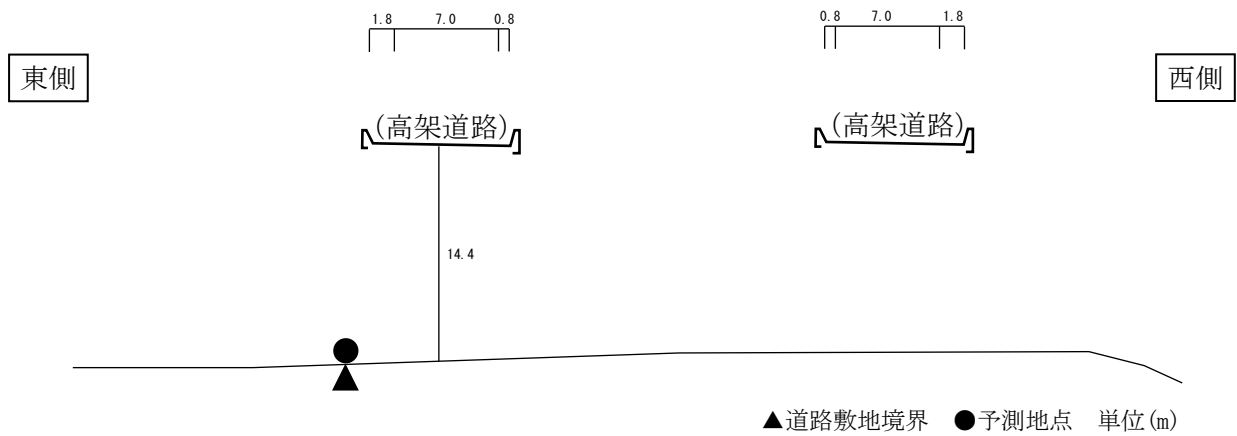 1.8 7.0 0.8 0.8 7.0 1.8
東側 西側
(高架道路) (高架道路)
14.4
▲道路敷地境界 ●予測地点 単位(m)